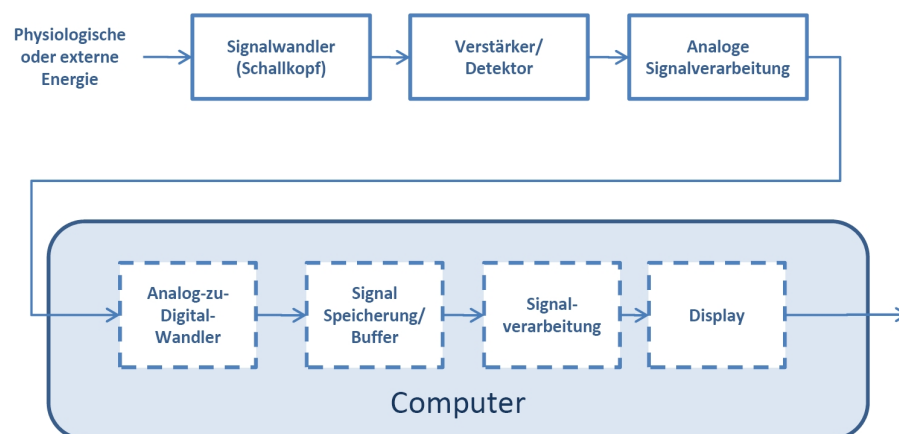 Physiologische
oder externe
Energie
Signalwandler
(Schallkopf)
Verstärker/
Detektor
Analoge
Signalverarbeitung
Analog-zu-
Digital-
Wandler
Signal
Speicherung/
Buffer
Signal-
verarbeitung
Display
Computer